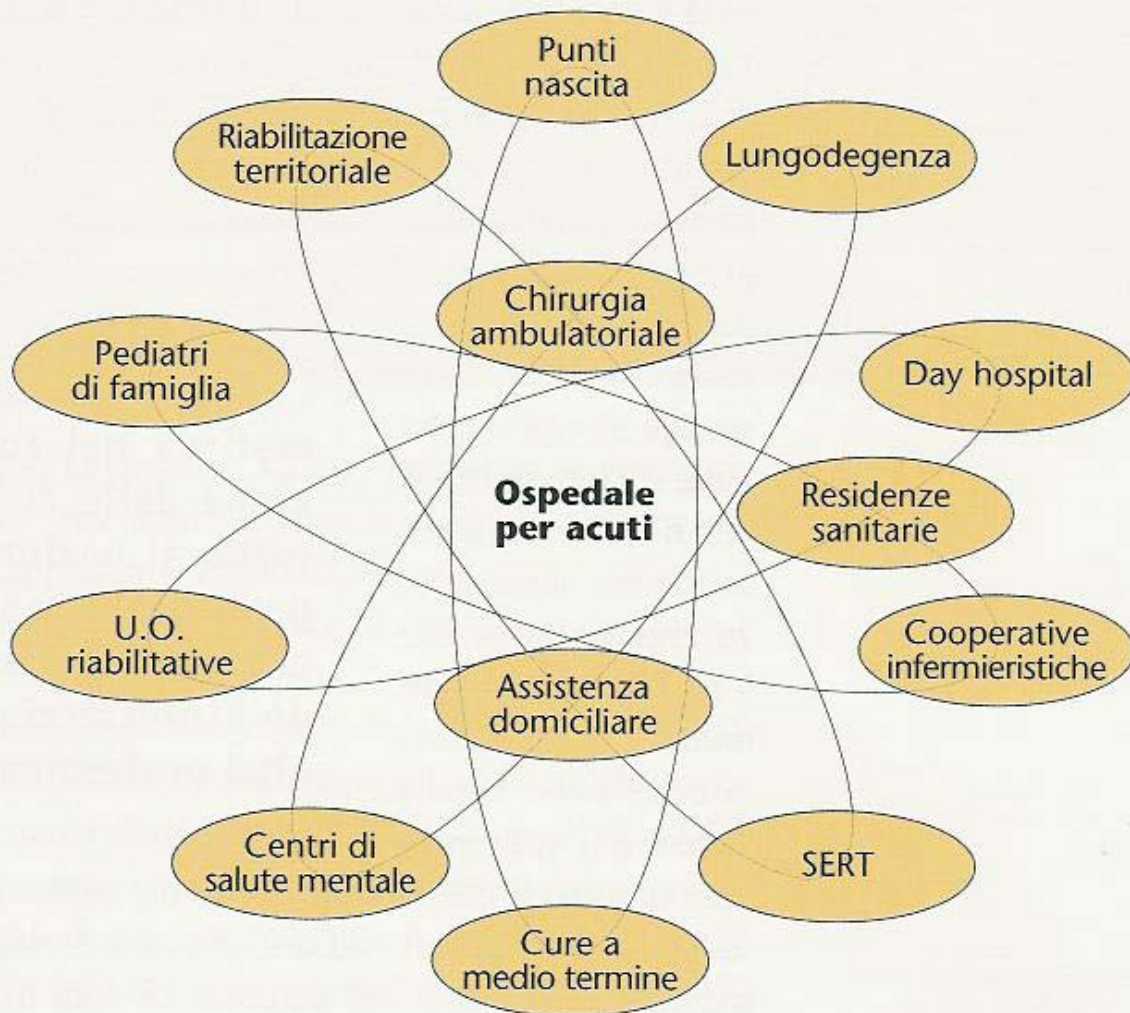 Punti
nascita
Riabilitazione
territoriale
Lungodegenza
Chirurgia
ambulatoriale
Pediatri
di famiglia
Day hospital
Ospedale
per acuti
Residenze
sanitarie
U.O.
riabilitative
Cooperative
infermieristiche
Assistenza
domiciliare
Centri di
salute mentale
SERT
Cure a
medio termine